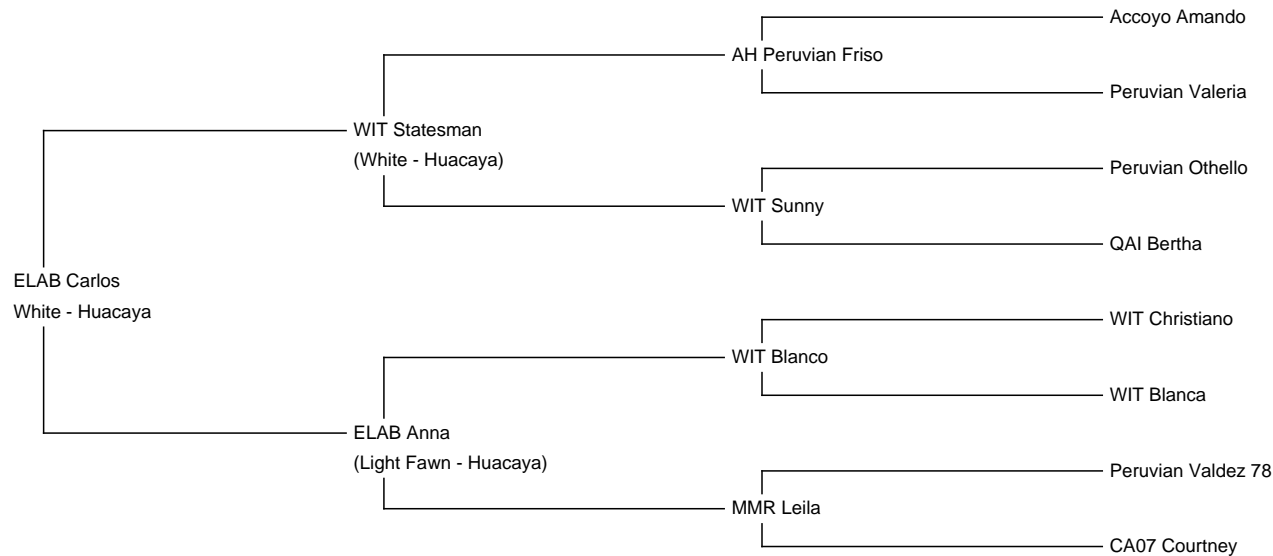 Accoyo Amando
AH Peruvian Friso
Peruvian Valeria
WIT Statesman
(White - Huacaya)
Peruvian Othello
WIT Sunny
QAI Bertha
ELAB Carlos
White - Huacaya
WIT Christiano
WIT Blanco
WIT Blanca
ELAB Anna
(Light Fawn - Huacaya)
Peruvian Valdez 78
MMR Leila
CA07 Courtney